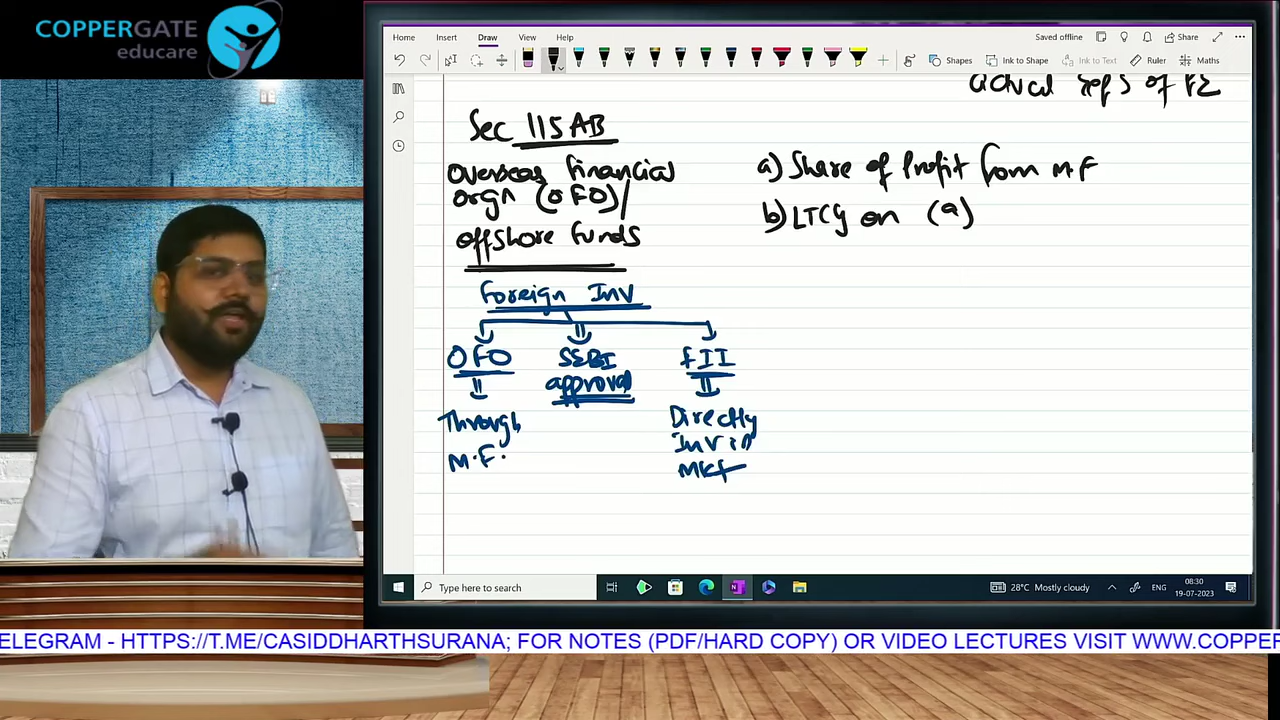 COPPERGATE
educare
Home Insert Draw View Help
Saved offline
Share
Shapes
Ink to Shape
Ink to Text
Ruler
Maths
actual
of FE
Sec 115AB
Overseas financial
orgn (OFO)/
offshore funds
a) Share of Profit from MF
b) LTCG on (a)
Foreign Inv
OFO
SEBI
approval
FII
Through
M.F.
Directly
Inv in
Mkt
Type here to search
28°C Mostly cloudy
ENG
08:30
19-07-2023
ELEGRAM - HTTPS://T.ME/CASIDDHARTHSURANA; FOR NOTES (PDF/HARD COPY) OR VIDEO LECTURES VISIT WWW.COPPER